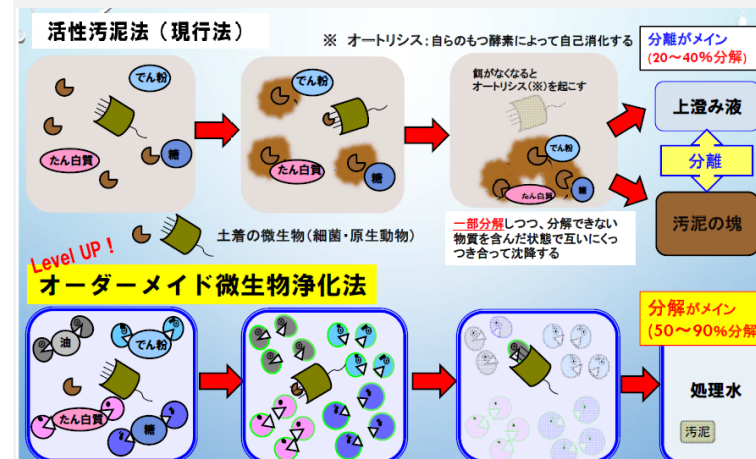 活性汚泥法（現行法）
※ オートリシス：自らのもつ酵素によって自己消化する
分離がメイン
(20～40%分解)
でん粉
たん白質
糖
でん粉
たん白質
糖
餌がなくなると
オートリシス(※)を起こす
でん粉
たん白質
糖
上澄み液
分離
汚泥の塊
土着の微生物(細菌・原生動物)
一部分解しつつ、分解できない
物質を含んだ状態で互いにくっ
つき合って沈降する
Level UP！
オーダーメイド微生物浄化法
分解がメイン
(50～90%分解
油
でん粉
たん白質
糖
処理水
汚泥